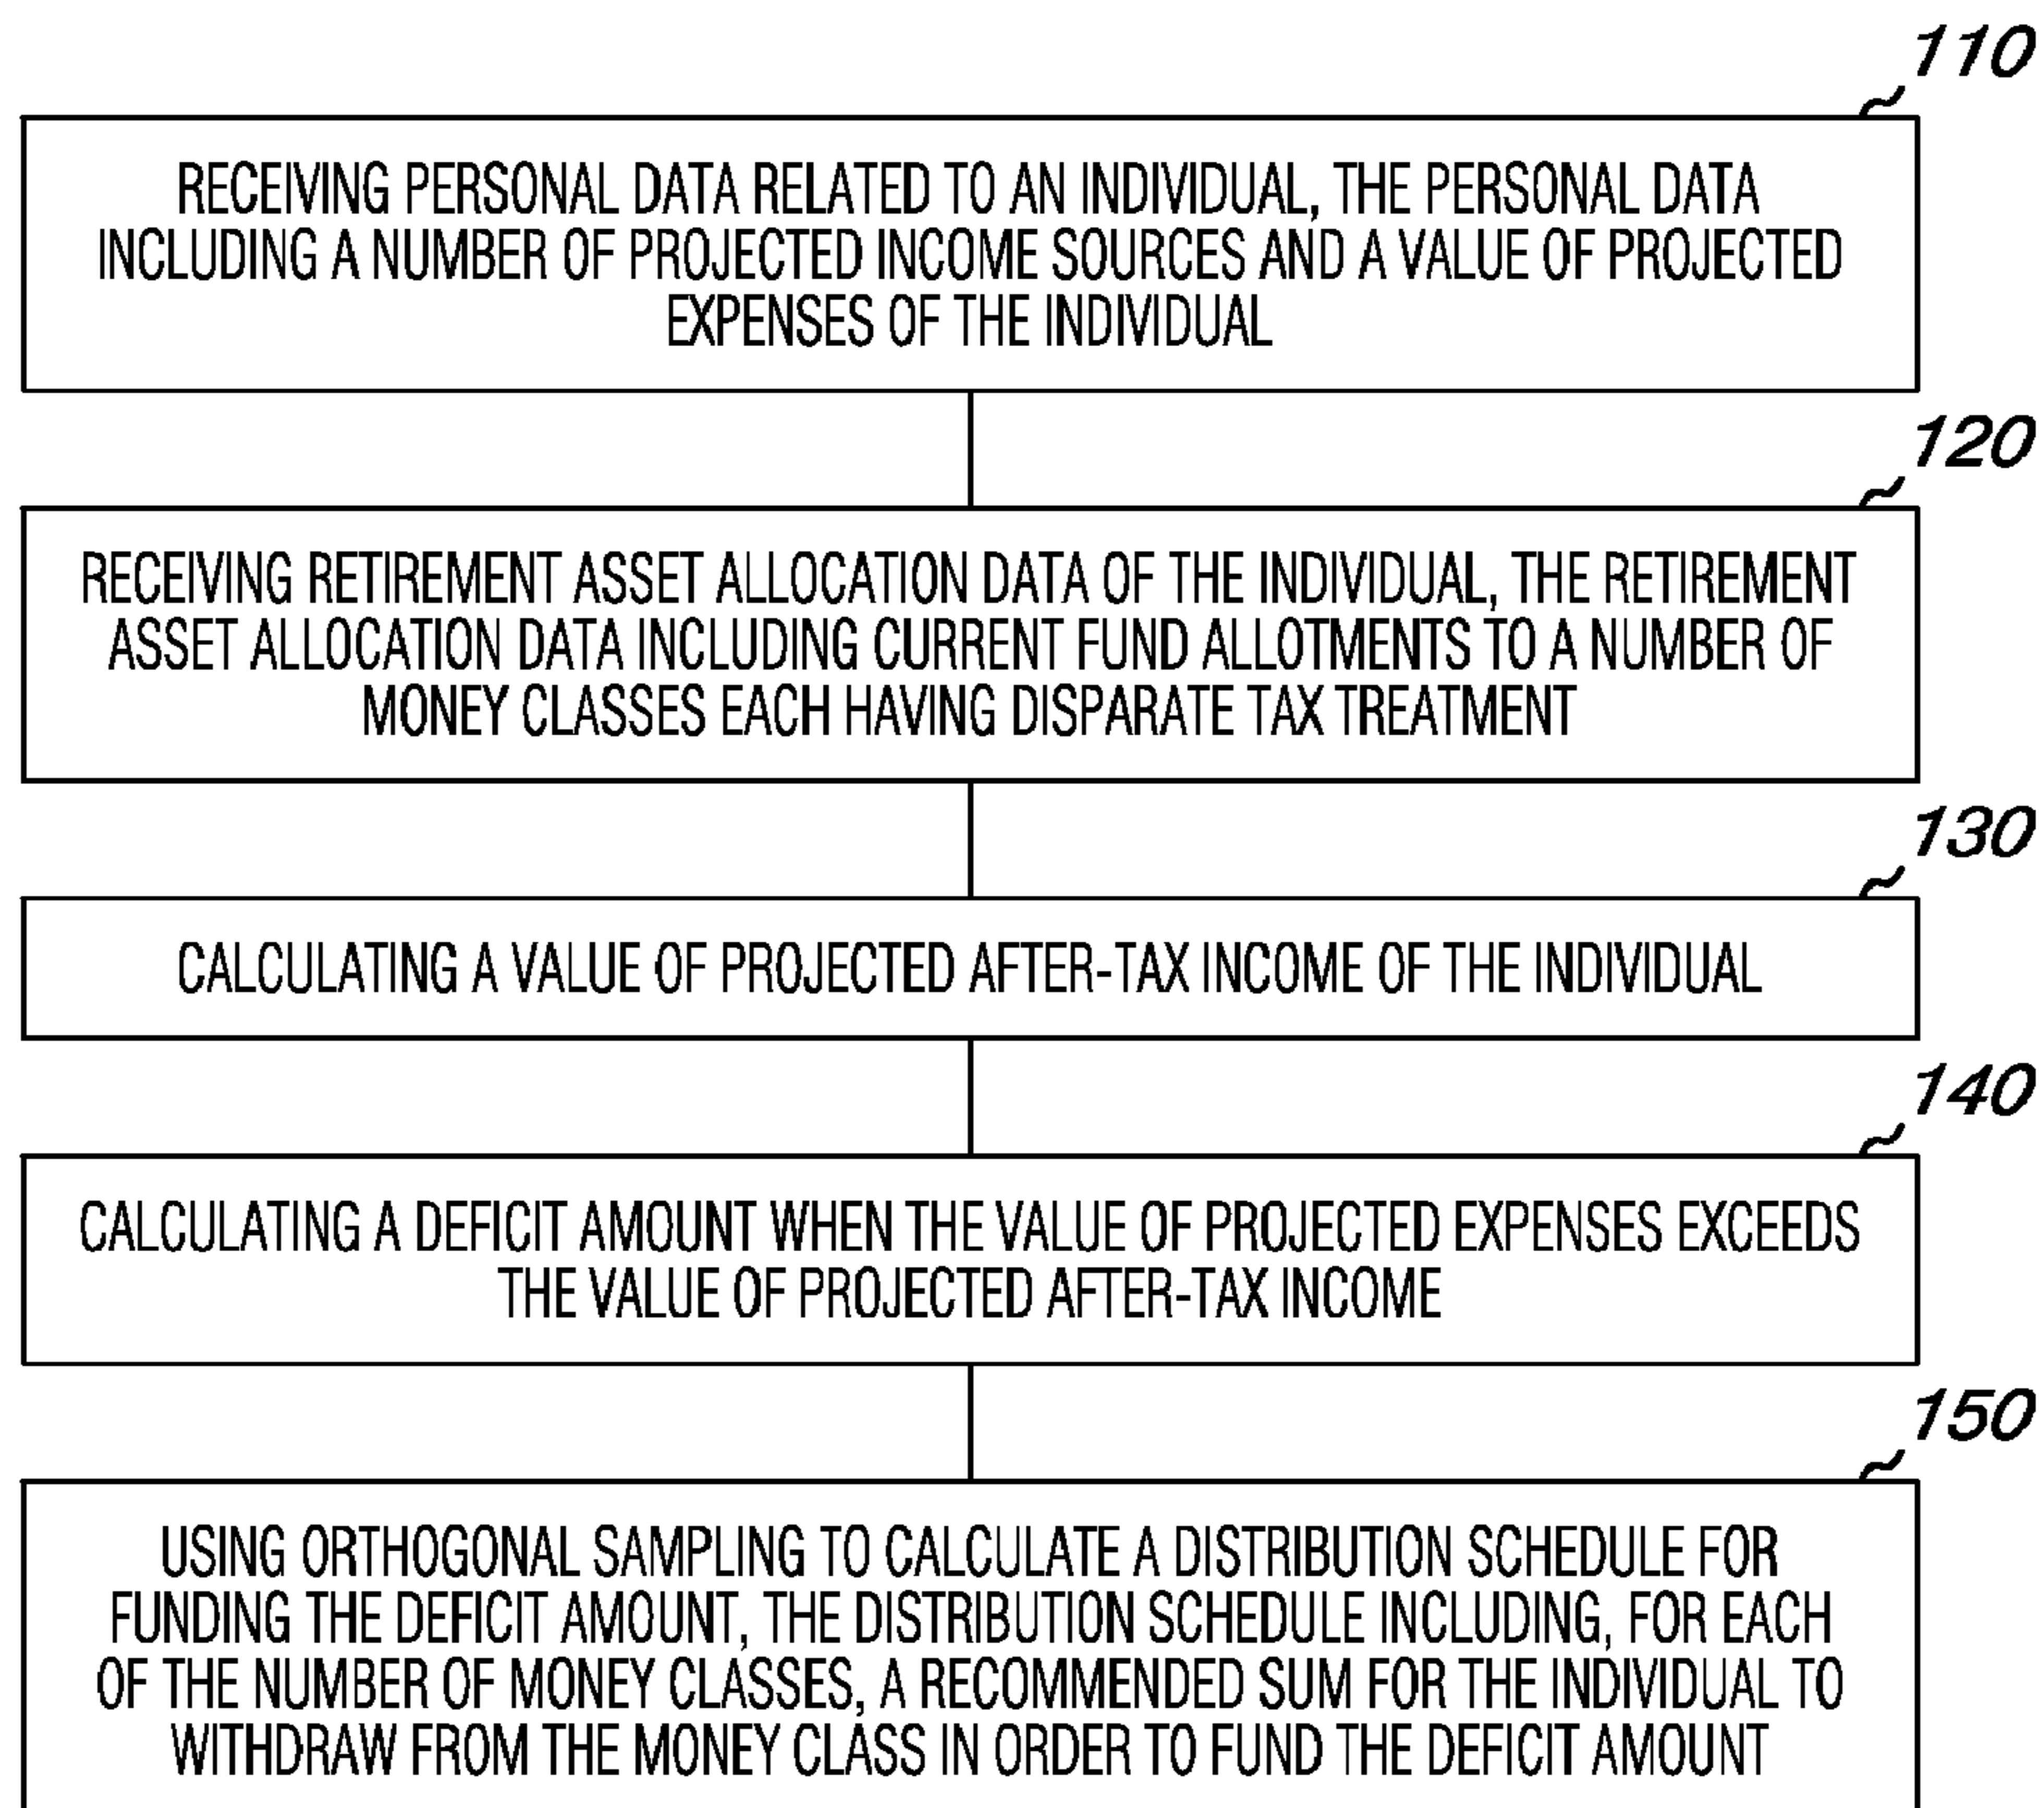 110
RECEIVING PERSONAL DATA RELATED TO AN INDIVIDUAL, THE PERSONAL DATA
INCLUDING A NUMBER OF PROJECTED INCOME SOURCES AND A VALUE OF PROJECTED
EXPENSES OF THE INDIVIDUAL
120
RECEIVING RETIREMENT ASSET ALLOCATION DATA OF THE INDIVIDUAL, THE RETIREMENT
ASSET ALLOCATION DATA INCLUDING CURRENT FUND ALLOTMENTS TO A NUMBER OF
MONEY CLASSES EACH HAVING DISPARATE TAX TREATMENT
130
CALCULATING A VALUE OF PROJECTED AFTER-TAX INCOME OF THE INDIVIDUAL
140
CALCULATING A DEFICIT AMOUNT WHEN THE VALUE OF PROJECTED EXPENSES EXCEEDS
THE VALUE OF PROJECTED AFTER-TAX INCOME
150
USING ORTHOGONAL SAMPLING TO CALCULATE A DISTRIBUTION SCHEDULE FOR
FUNDING THE DEFICIT AMOUNT, THE DISTRIBUTION SCHEDULE INCLUDING, FOR EACH
OF THE NUMBER OF MONEY CLASSES, A RECOMMENDED SUM FOR THE INDIVIDUAL TO
WITHDRAW FROM THE MONEY CLASS IN ORDER TO FUND THE DEFICIT AMOUNT